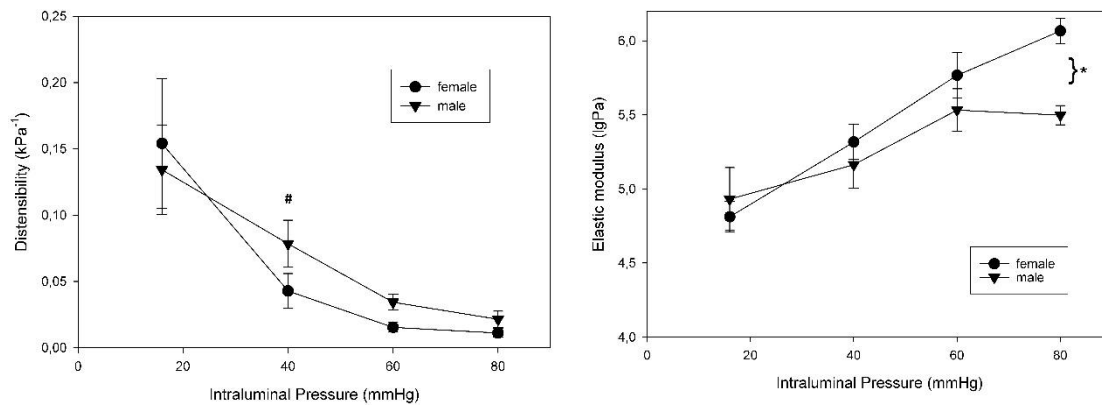 0,25
0,20
0,15
0,10
0,05
0,00
Distensibility (kPa-1)
female
male
#
0
20
40
60
80
Intraluminal Pressure (mmHg)
6,0
5,5
5,0
4,5
4,0
Elastic modulus (lgPa)
}*
female
male
0
20
40
60
80
Intraluminal Pressure (mmHg)